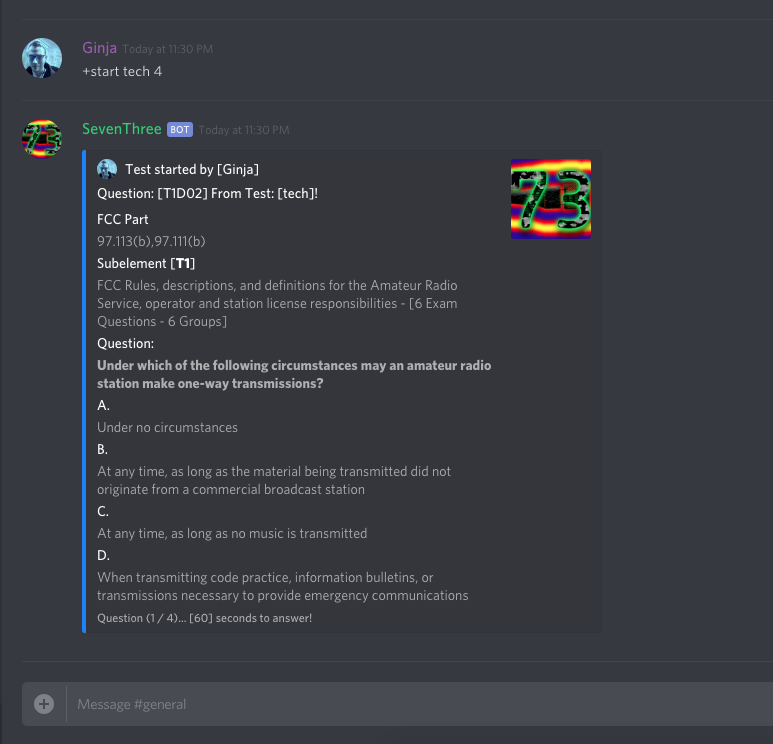 Ginja Today at 11:30 PM
+start tech 4
SevenThree BOT Today at 11:30 PM
73
Test started by [Ginja]
73
Question: [T1D02] From Test: [tech]!
FCC Part
97.113(b),97.111(b)
Subelement [T1]
FCC Rules, descriptions, and definitions for the Amateur Radio
Service, operator and station license responsibilities - [6 Exam
Questions - 6 Groups]
Question:
Under which of the following circumstances may an amateur radio
station make one-way transmissions?
A.
Under no circumstances
B.
At any time, as long as the material being transmitted did not
originate from a commercial broadcast station
C.
At any time, as long as no music is transmitted
D.
When transmitting code practice, information bulletins, or
transmissions necessary to provide emergency communications
Question (1 / 4)... [60] seconds to answer!
Message #general